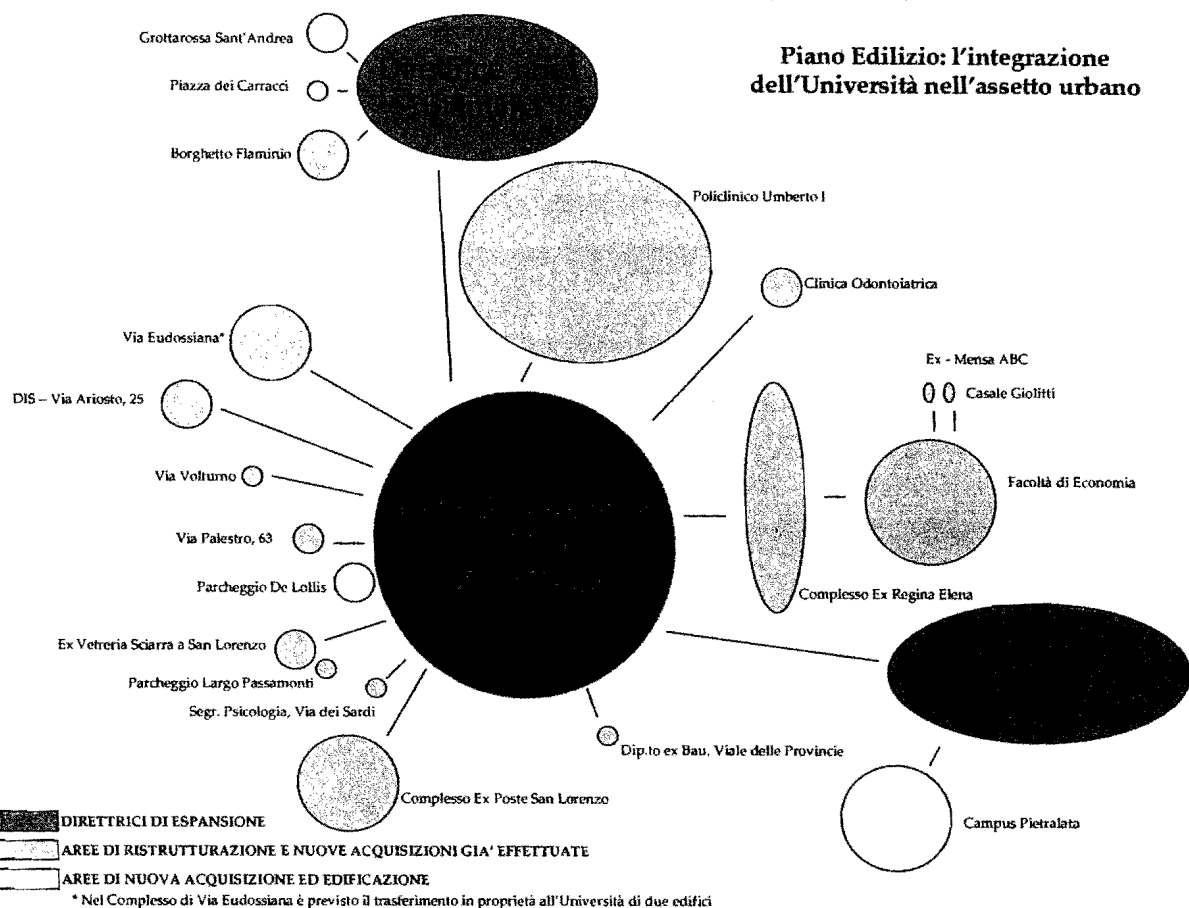 Piano Edilizio: l'integrazione
dell'Università nell'assetto urbano
Grottarossa Sant'Andrea
Piazza dei Carracci
Borghetto Flaminio
Policlinico Umberto I
Clinica Odontoiatrica
Via Eudossiana*
Ex - Mensa ABC
DIS – Via Ariosto, 25
Casale Giolitti
Via Volturno
Facoltà di Economia
Via Palestro, 63
Parcheggio De Lollis
Complesso Ex Regina Elena
Ex Vetreria Sciarra a San Lorenzo
Parcheggio Largo Passamonti
Segr. Psicologia, Via dei Sardi
Dip.to ex Bau, Viale delle Provincie
Complesso Ex Poste San Lorenzo
Campus Pietralata
DIRETTRICI DI ESPANSIONE
AREE DI RISTRUTTURAZIONE E NUOVE ACQUISIZIONI GIA' EFFETTUATE
AREE DI NUOVA ACQUISIZIONE ED EDIFICAZIONE
* Nel Complesso di Via Eudossiana è previsto il trasferimento in proprietà all'Università di due edifici